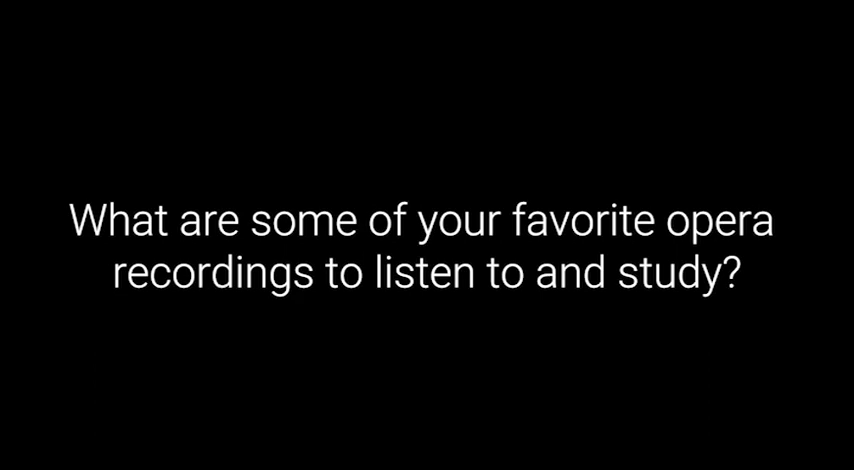 What are some of your favorite opera
recordings to listen to and study?